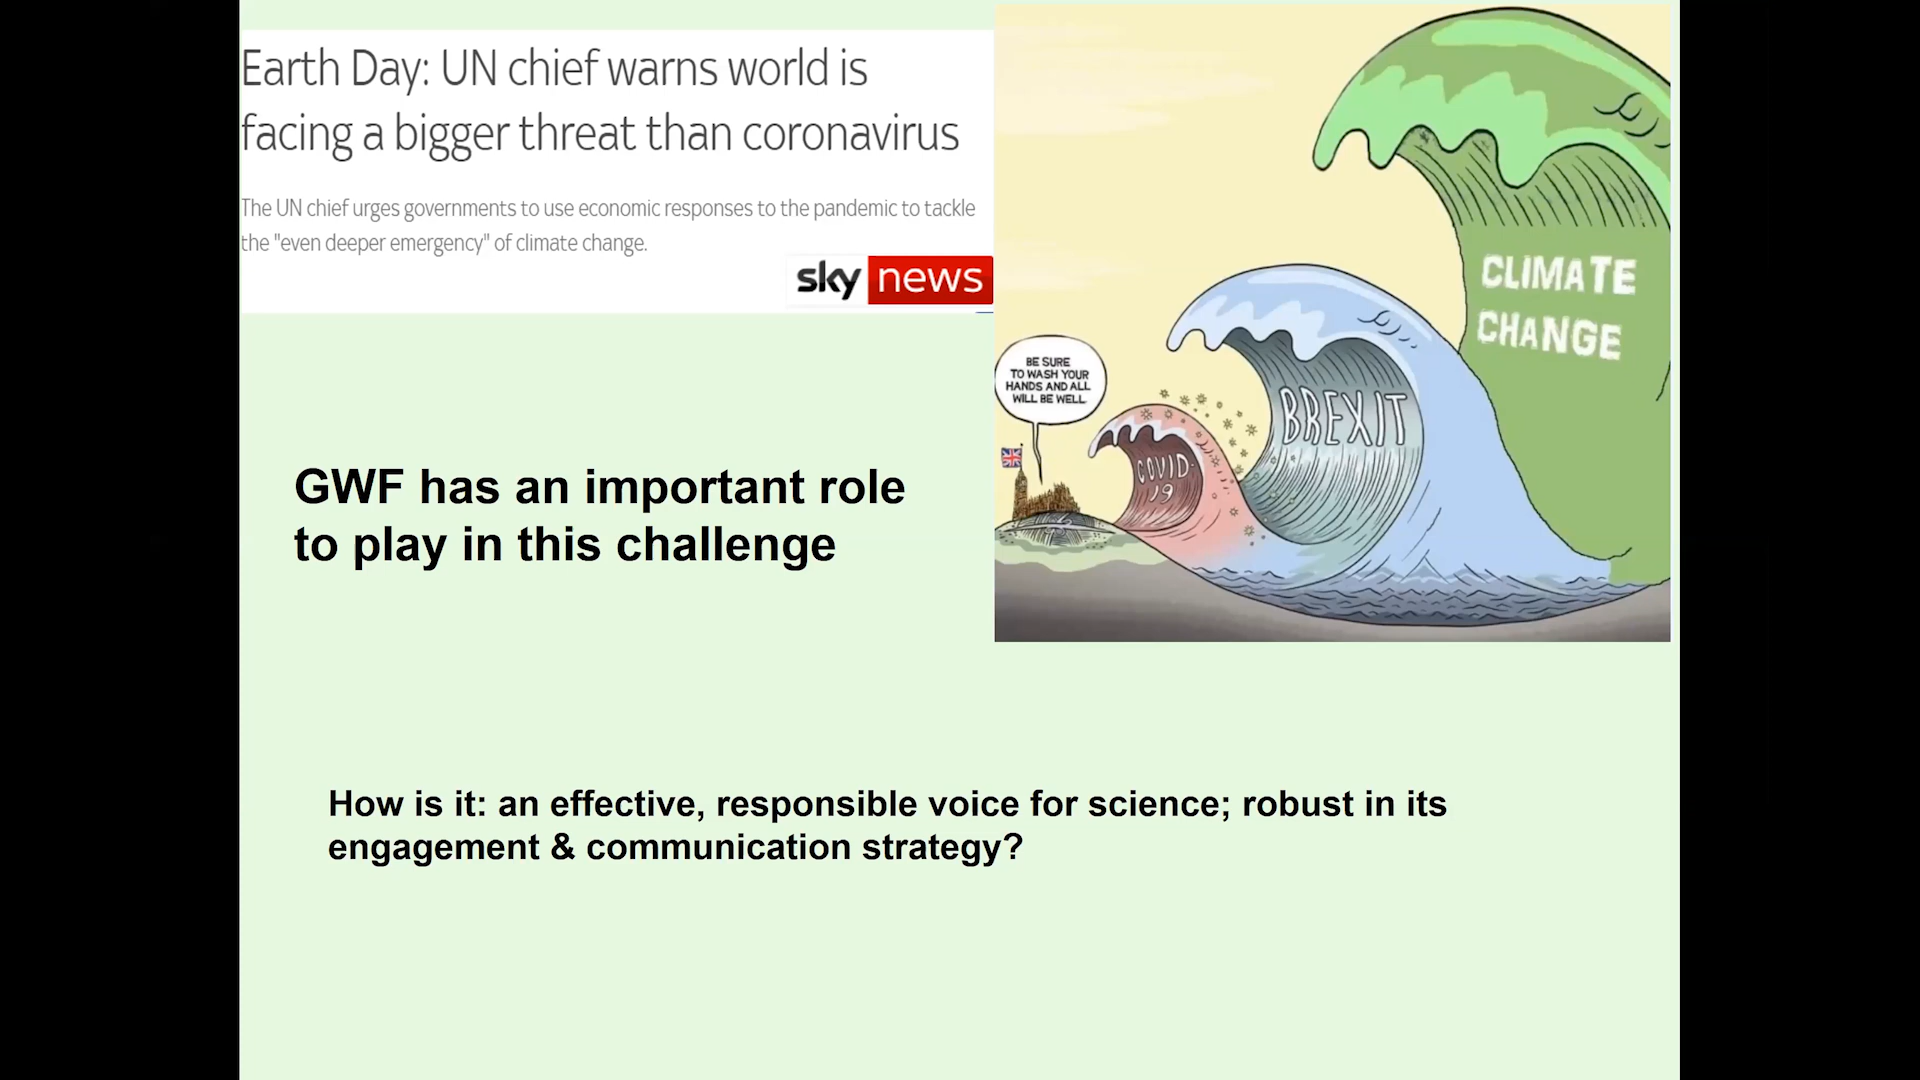 Earth Day: UN chief warns world is
facing a bigger threat than coronavirus
The UN chief urges governments to use economic responses to the pandemic to tackle
the "even deeper emergency" of climate change.
sky news
CLIMATE
CHANGE
BE SURE
TO WASH YOUR
HANDS AND ALL
WILL BE WELL.
BREXIT
COVID-
19
GWF has an important role
to play in this challenge
How is it: an effective, responsible voice for science; robust in its
engagement & communication strategy?